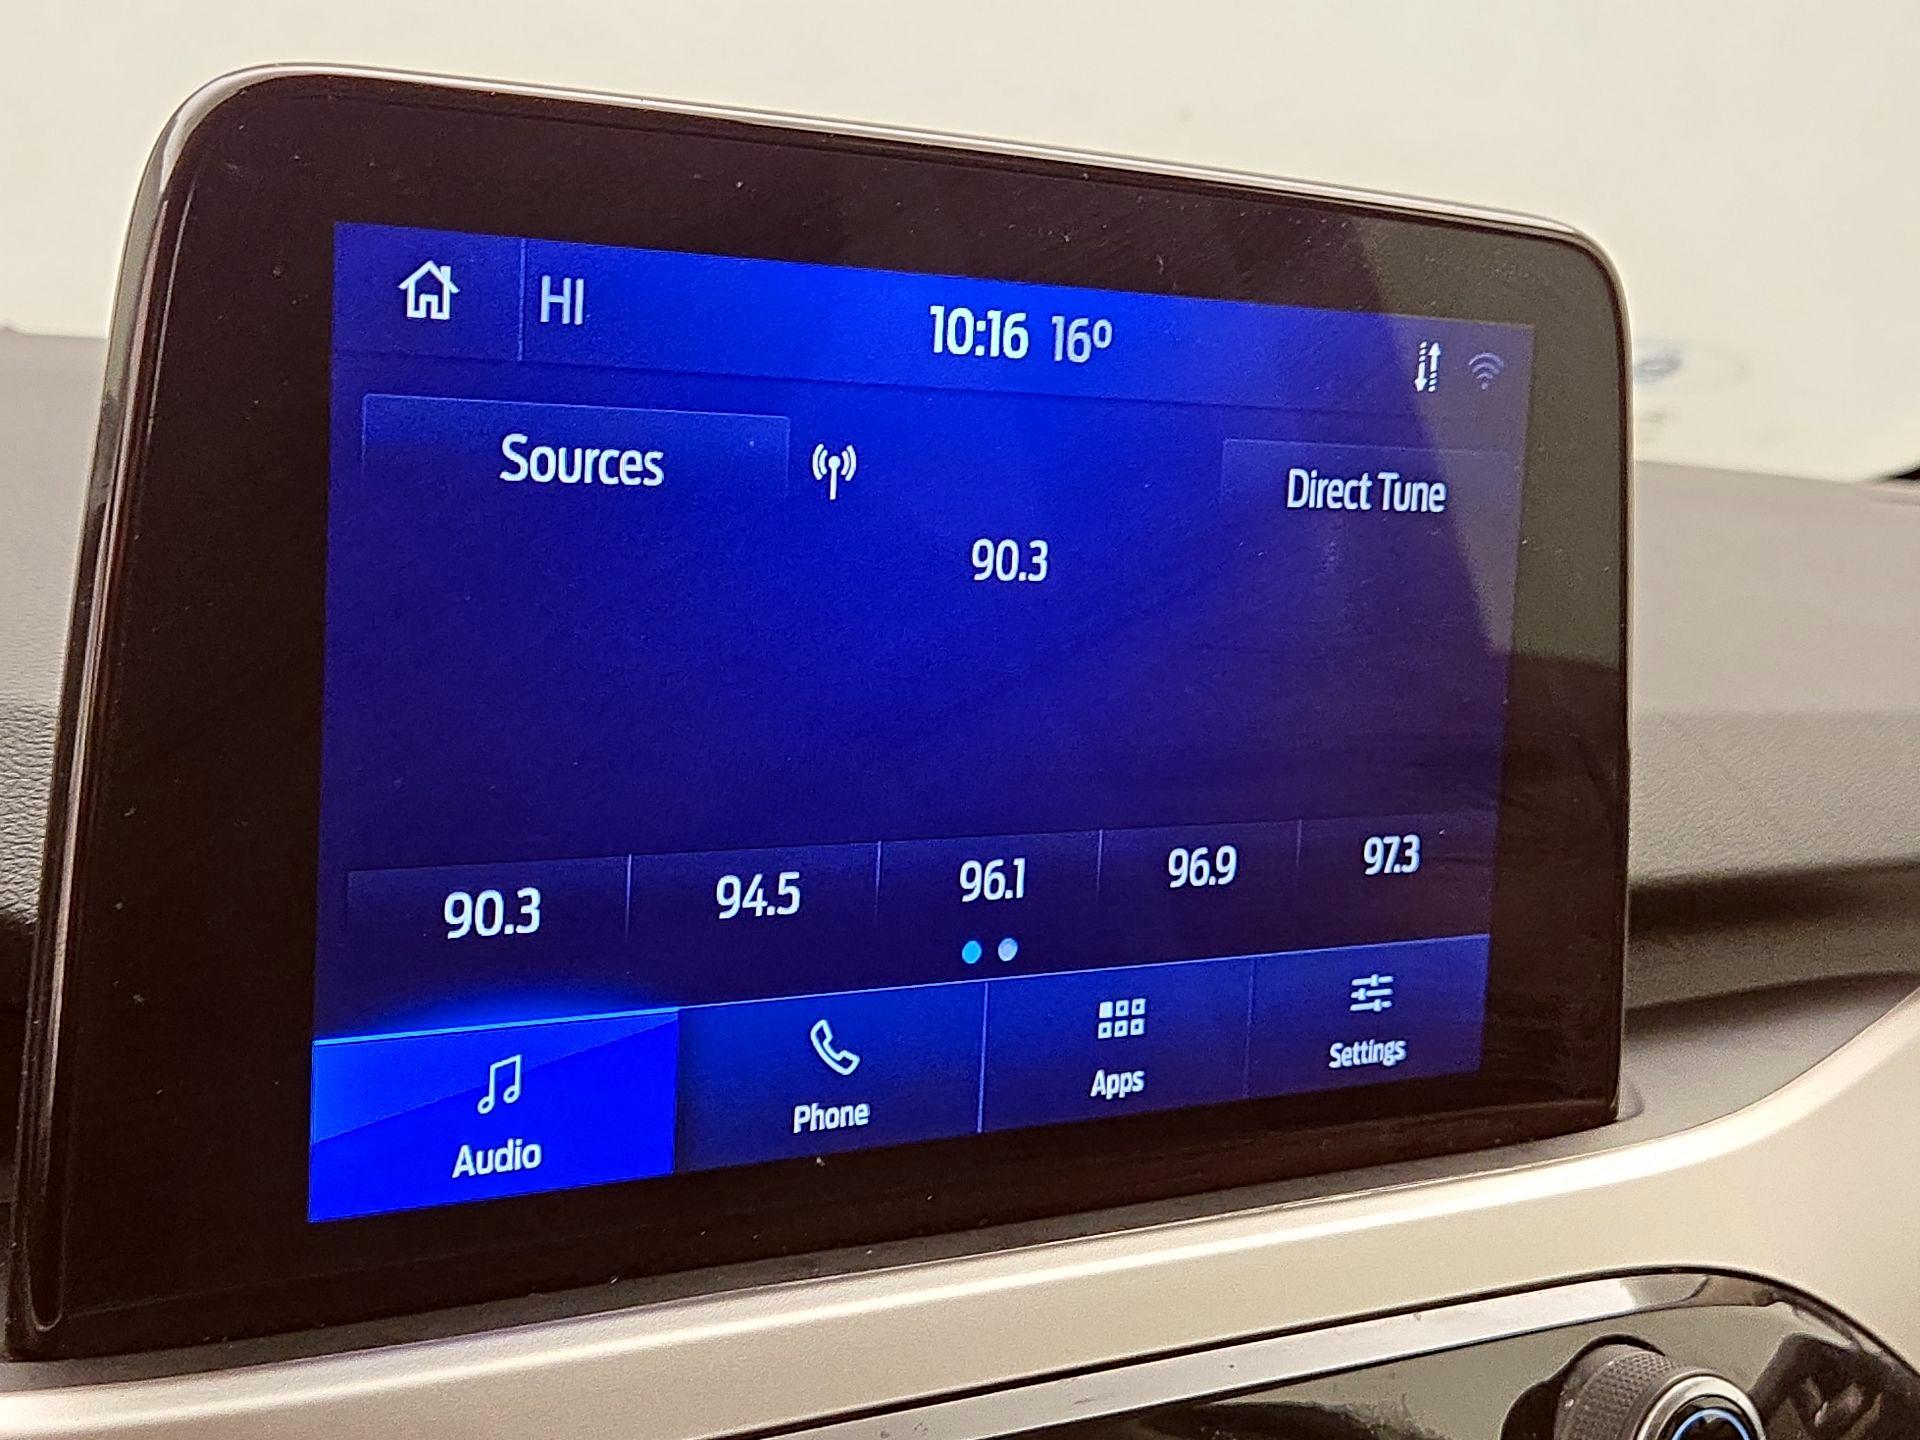 HI 10:16 16°
Sources Direct Tune
90.3
90.3 94.5 96.1 96.9 97.3
Audio Phone Apps Settings